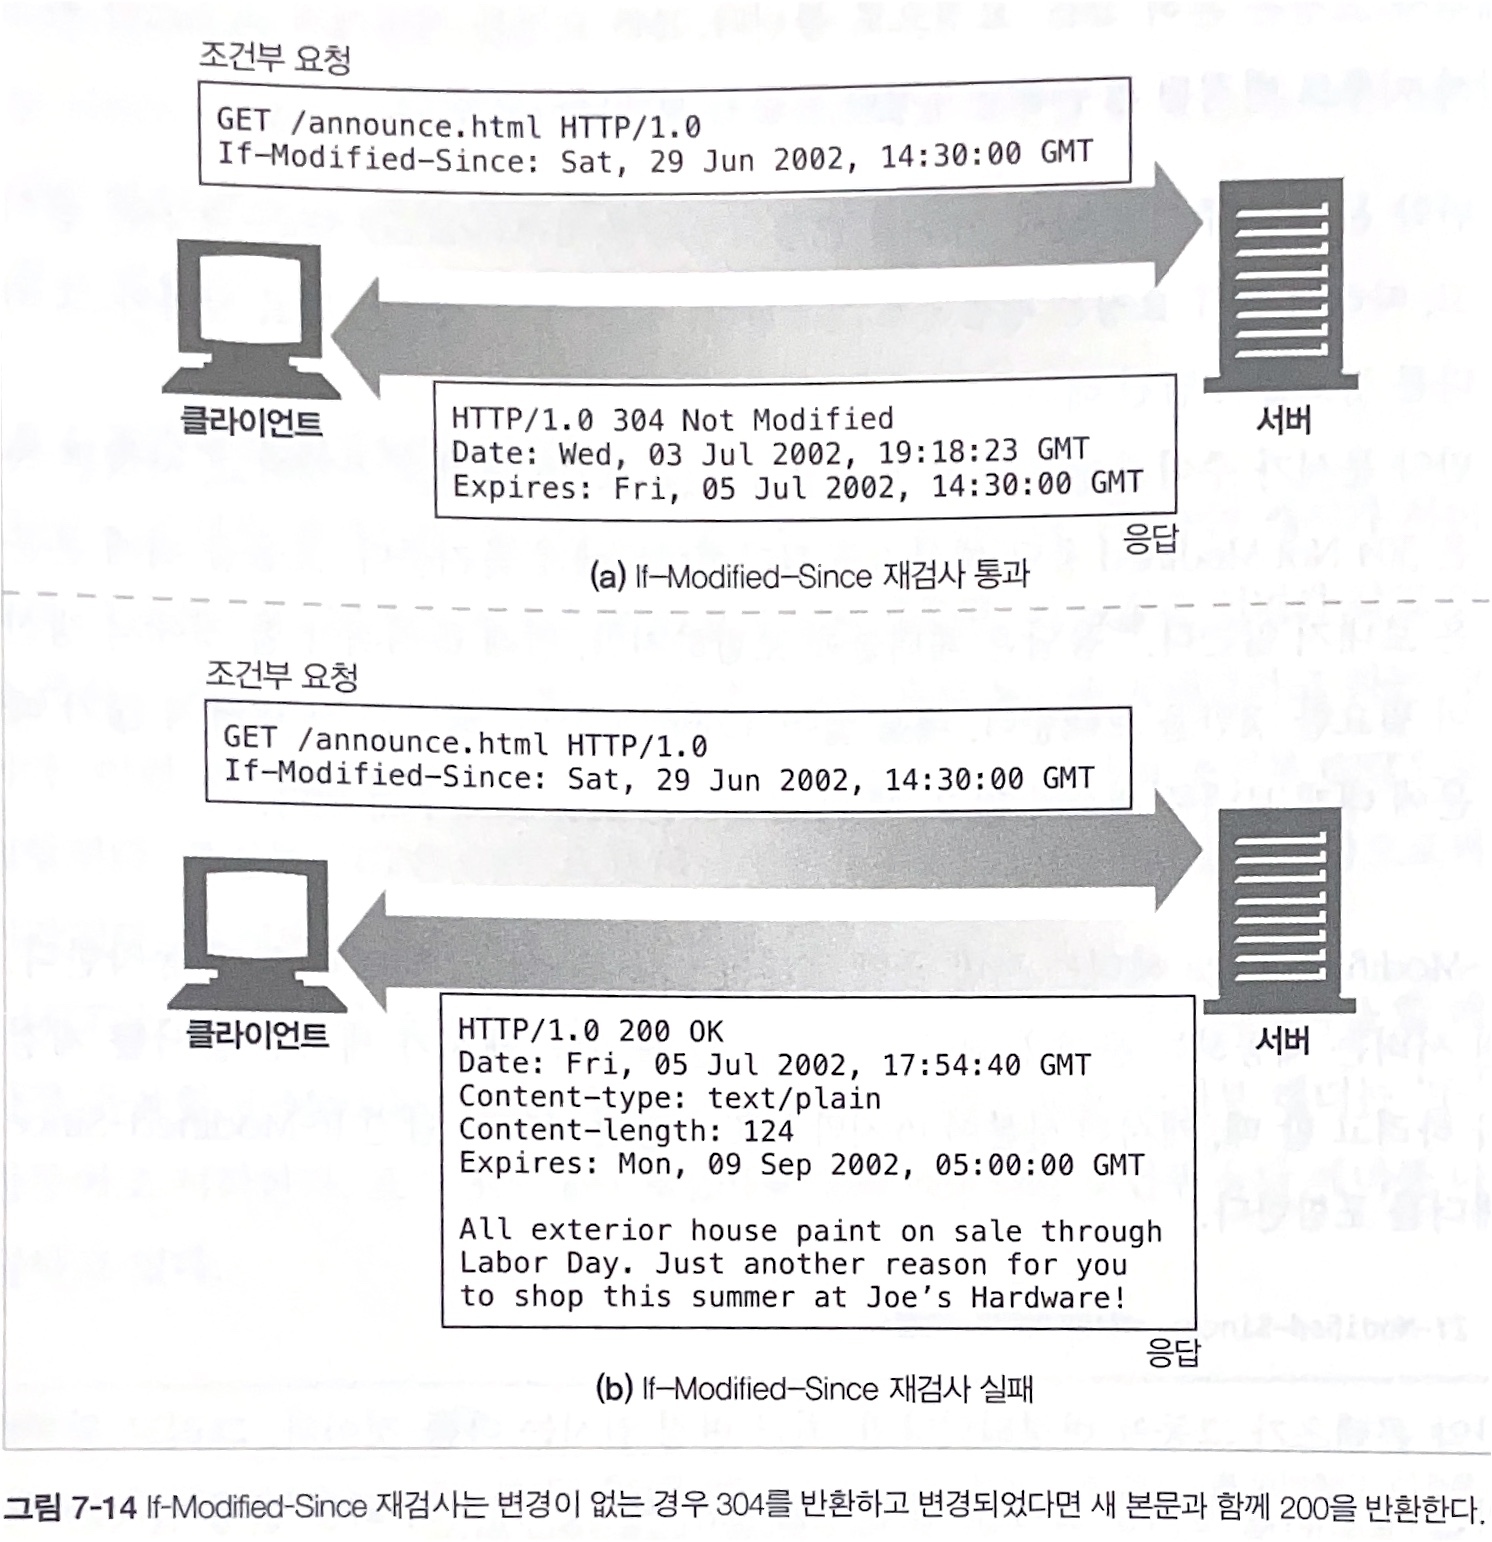 조건부 요청
GET /announce.html HTTP/1.0
If-Modified-Since: Sat, 29 Jun 2002, 14:30:00 GMT
클라이언트
서버
HTTP/1.0 304 Not Modified
Date: Wed, 03 Jul 2002, 19:18:23 GMT
Expires: Fri, 05 Jul 2002, 14:30:00 GMT
응답
(a) If-Modified-Since 재검사 통과
조건부 요청
GET /announce.html HTTP/1.0
If-Modified-Since: Sat, 29 Jun 2002, 14:30:00 GMT
클라이언트
서버
HTTP/1.0 200 OK
Date: Fri, 05 Jul 2002, 17:54:40 GMT
Content-type: text/plain
Content-length: 124
Expires: Mon, 09 Sep 2002, 05:00:00 GMT
All exterior house paint on sale through
Labor Day. Just another reason for you
to shop this summer at Joe's Hardware!
응답
(b) If-Modified-Since 재검사 실패
그림 7-14 If-Modified-Since 재검사는 변경이 없는 경우 304를 반환하고 변경되었다면 새 본문과 함께 200을 반환한다.